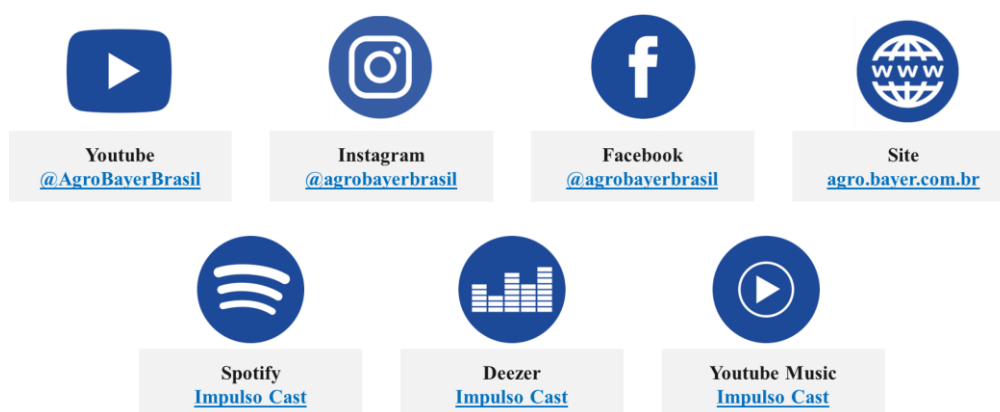 www
Youtube
@AgroBayerBrasil
Instagram
@agrobayerbrasil
Facebook
@agrobayerbrasil
Site
agro.bayer.com.br
Spotify
Impulso Cast
Deezer
Impulso Cast
Youtube Music
Impulso Cast